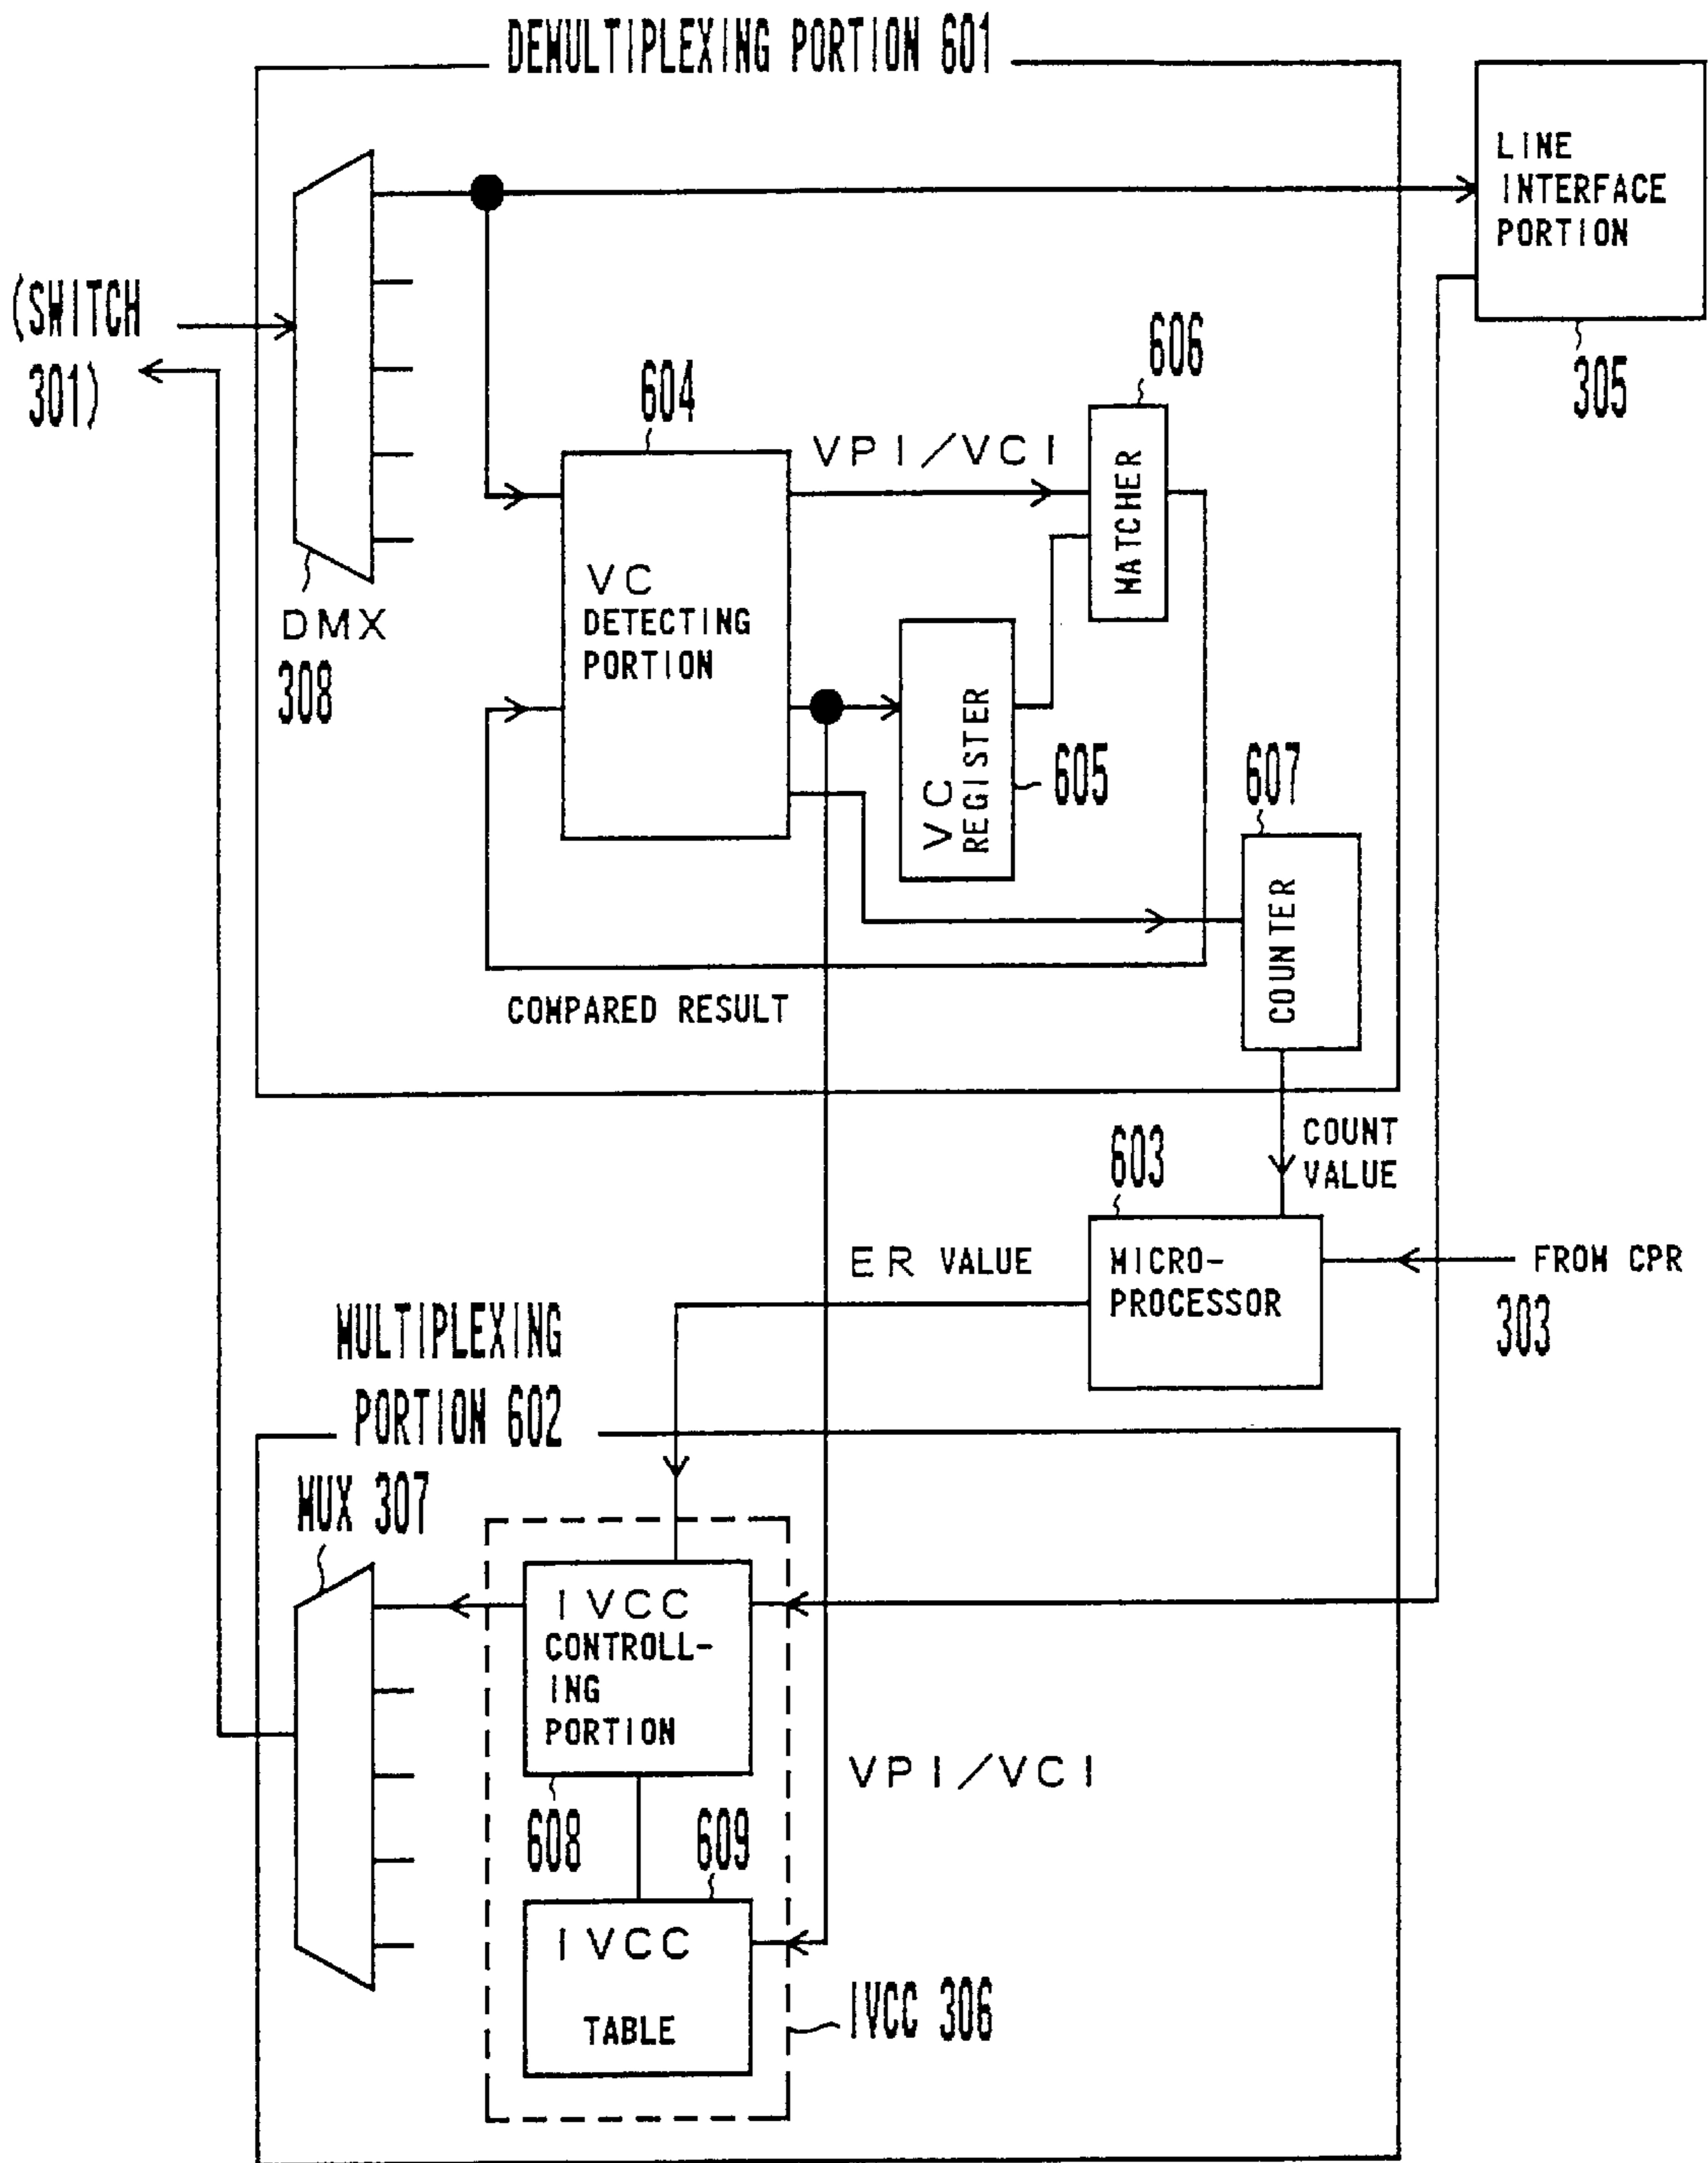 DEMULTIPLEXING PORTION 601
LINE
INTERFACE
PORTION
305
(SWITCH
301)
DMX
308
604
VC
DETECTING
PORTION
VPI/VCI
606
MATCHER
VC
REGISTER
605
607
COUNTER
COMPARED RESULT
COUNT
VALUE
603
MICRO-
PROCESSOR
FROM CPR
303
ER VALUE
MULTIPLEXING
PORTION 602
MUX 307
IVCC
CONTROLL-
ING
PORTION
608
609
VPI/VCI
IVCC
TABLE
IVCC 306